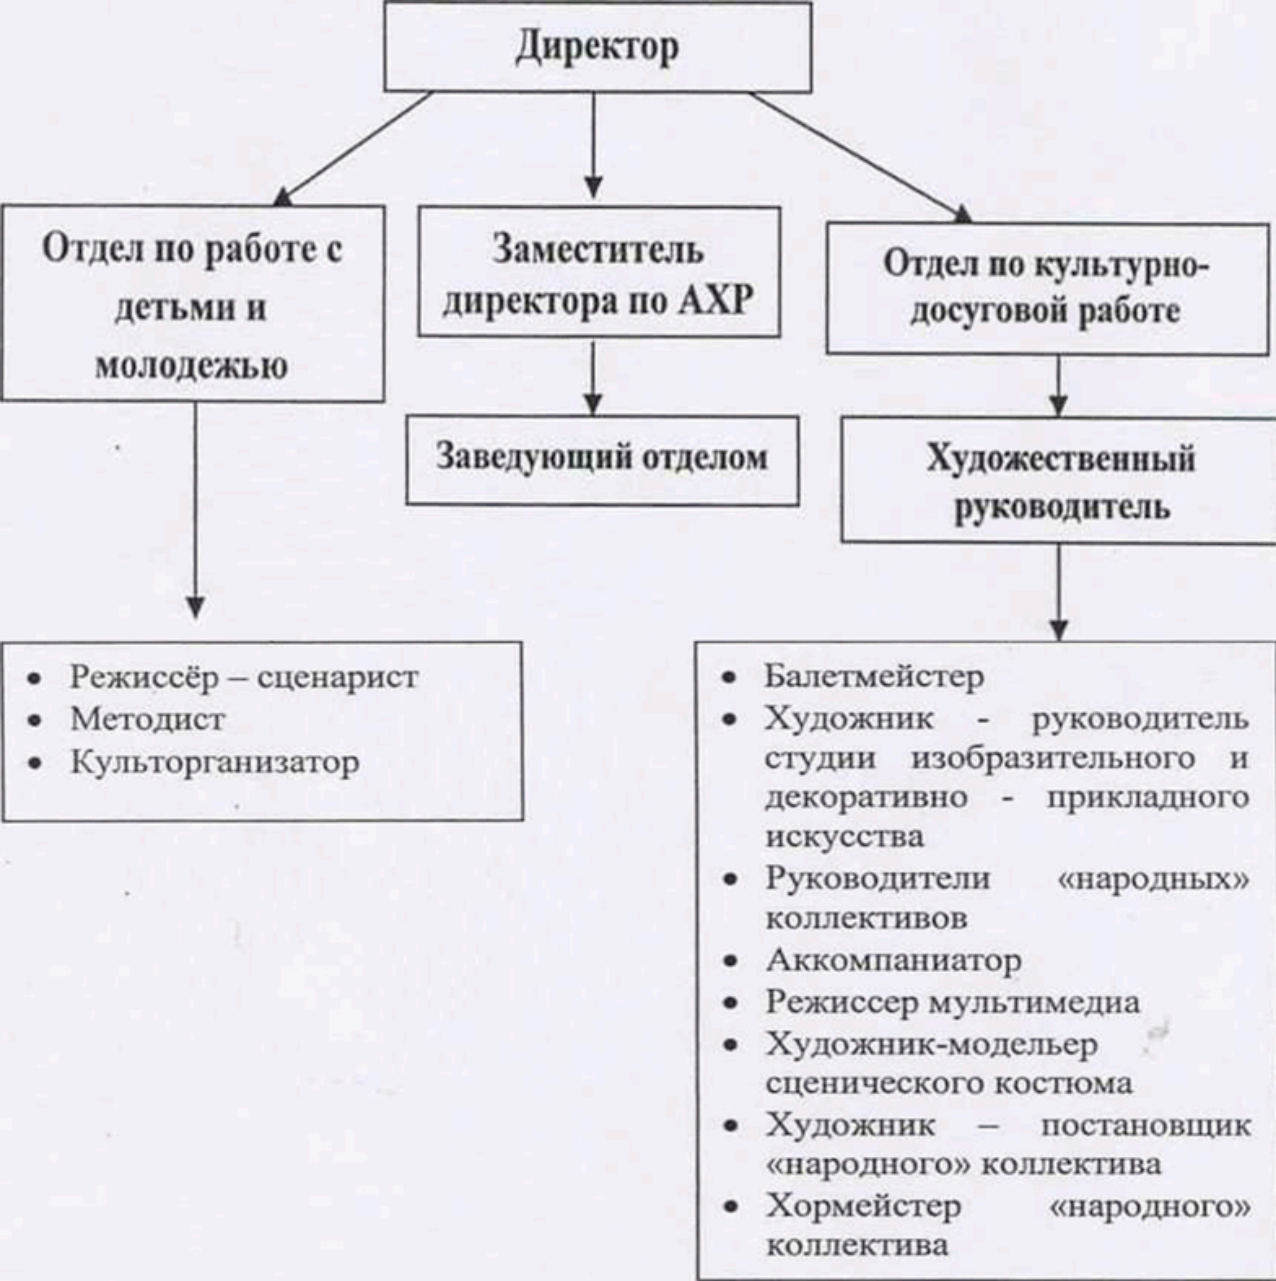 Директор
Отдел по работе с
детьми и
молодежью
Заместитель
директора по АХР
Отдел по культурно-
досуговой работе
Заведующий отделом
Художественный
руководитель
• Режиссёр – сценарист
• Методист
• Культорганизатор
• Балетмейстер
• Художник - руководитель
студии изобразительного и
декоративно - прикладного
искусства
• Руководители «народных»
коллективов
• Аккомпаниатор
• Режиссер мультимедиа
• Художник-модельер
сценического костюма
• Художник – постановщик
«народного» коллектива
• Хормейстер «народного»
коллектива